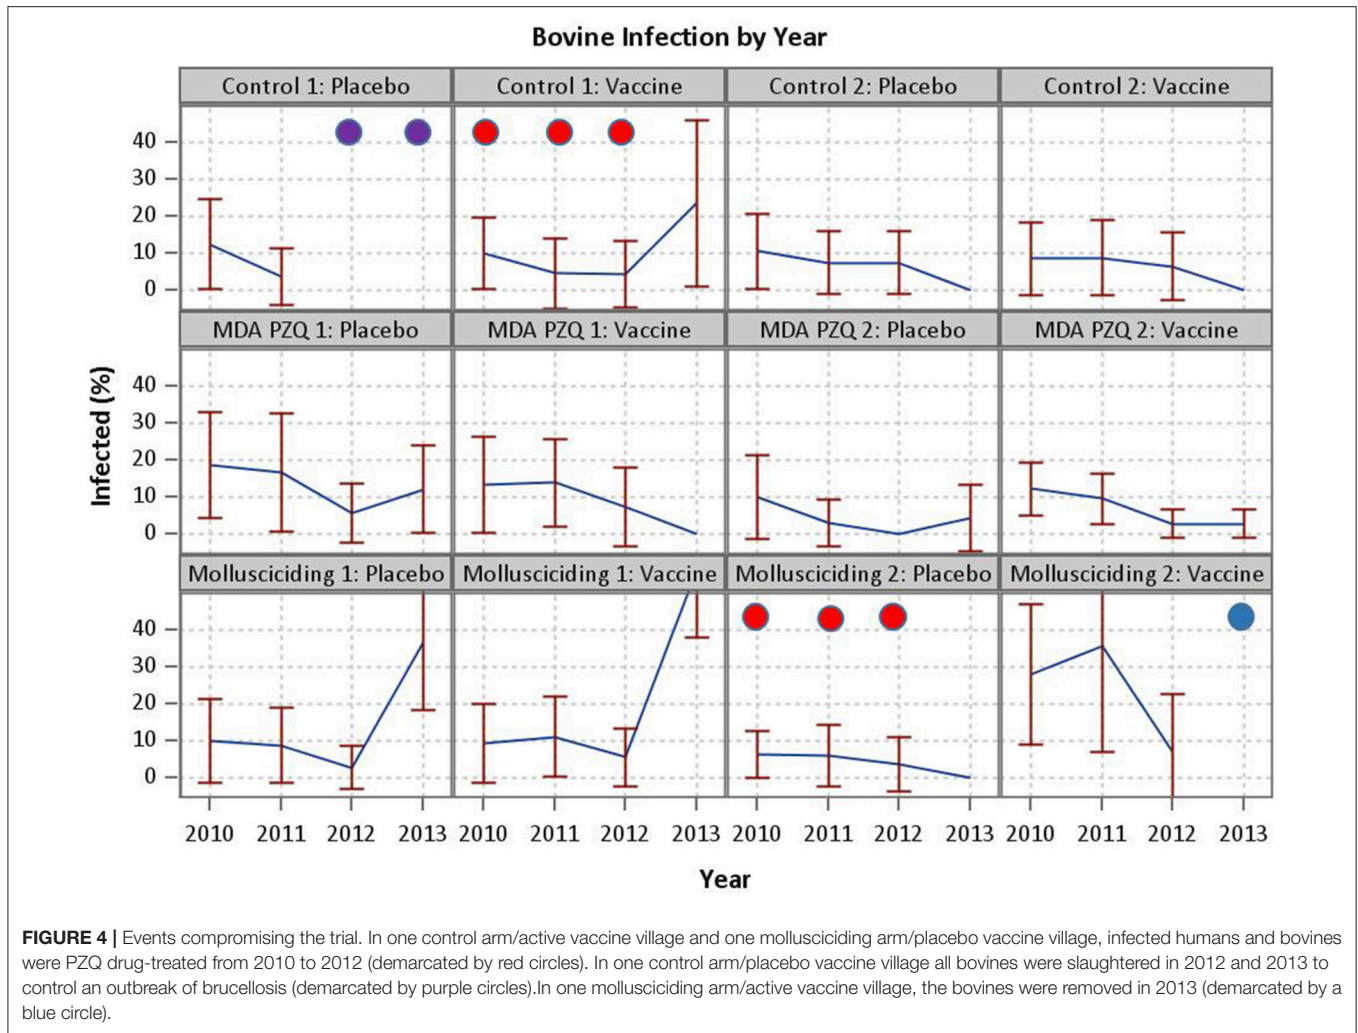 Bovine Infection by Year
Control 1: Placebo
Control 1: Vaccine
Control 2: Placebo
Control 2: Vaccine
40
30
20
10
0
MDA PZQ 1: Placebo
MDA PZQ 1: Vaccine
MDA PZQ 2: Placebo
MDA PZQ 2: Vaccine
Infected (%)
40
30
20
10
0
Mollusciciding 1: Placebo
Mollusciciding 1: Vaccine
Mollusciciding 2: Placebo
Mollusciciding 2: Vaccine
40
30
20
10
0
2010 2011 2012 2013 2010 2011 2012 2013 2010 2011 2012 2013 2010 2011 2012 2013
Year
FIGURE 4 | Events compromising the trial. In one control arm/active vaccine village and one mollusciciding arm/placebo vaccine village, infected humans and bovines
were PZQ drug-treated from 2010 to 2012 (demarcated by red circles). In one control arm/placebo vaccine village all bovines were slaughtered in 2012 and 2013 to
control an outbreak of brucellosis (demarcated by purple circles).In one mollusciciding arm/active vaccine village, the bovines were removed in 2013 (demarcated by a
blue circle).